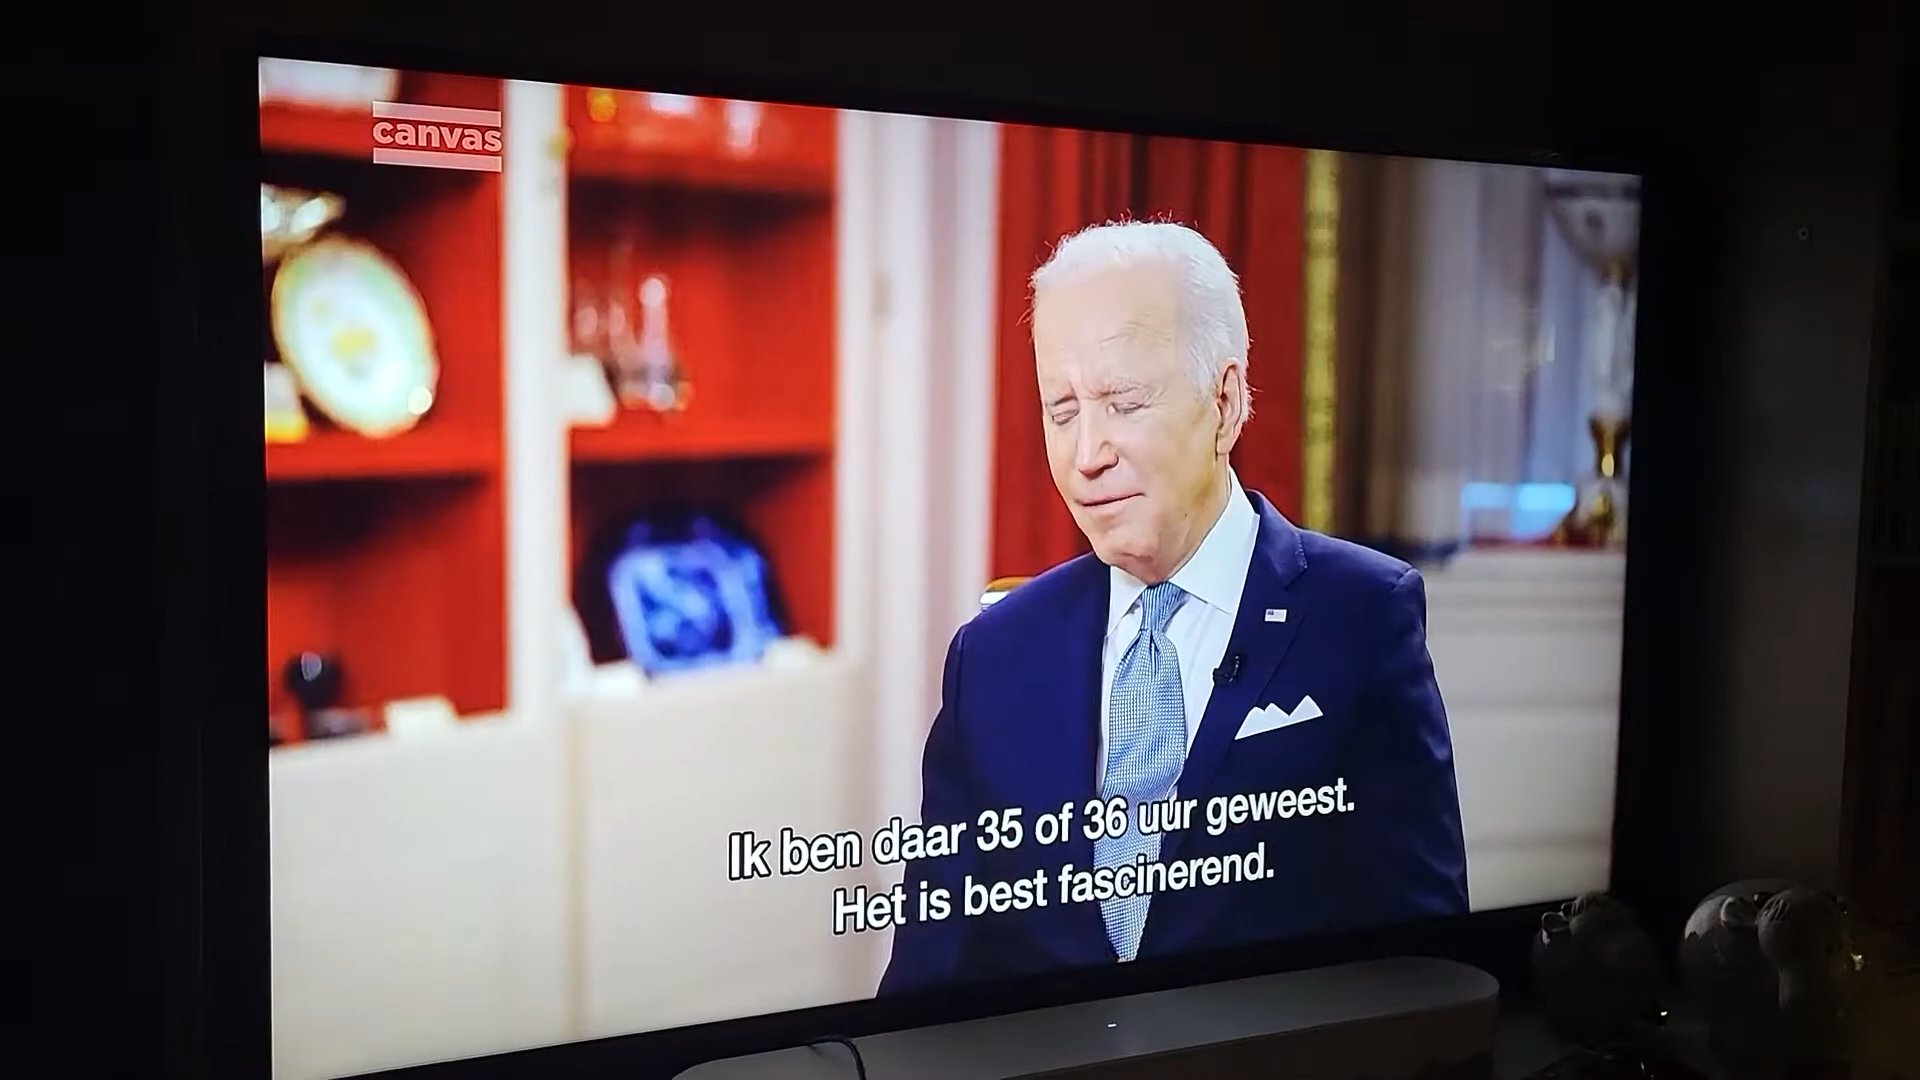 canvas
Ik ben daar 35 of 36 uur geweest.
Het is best fascinerend.